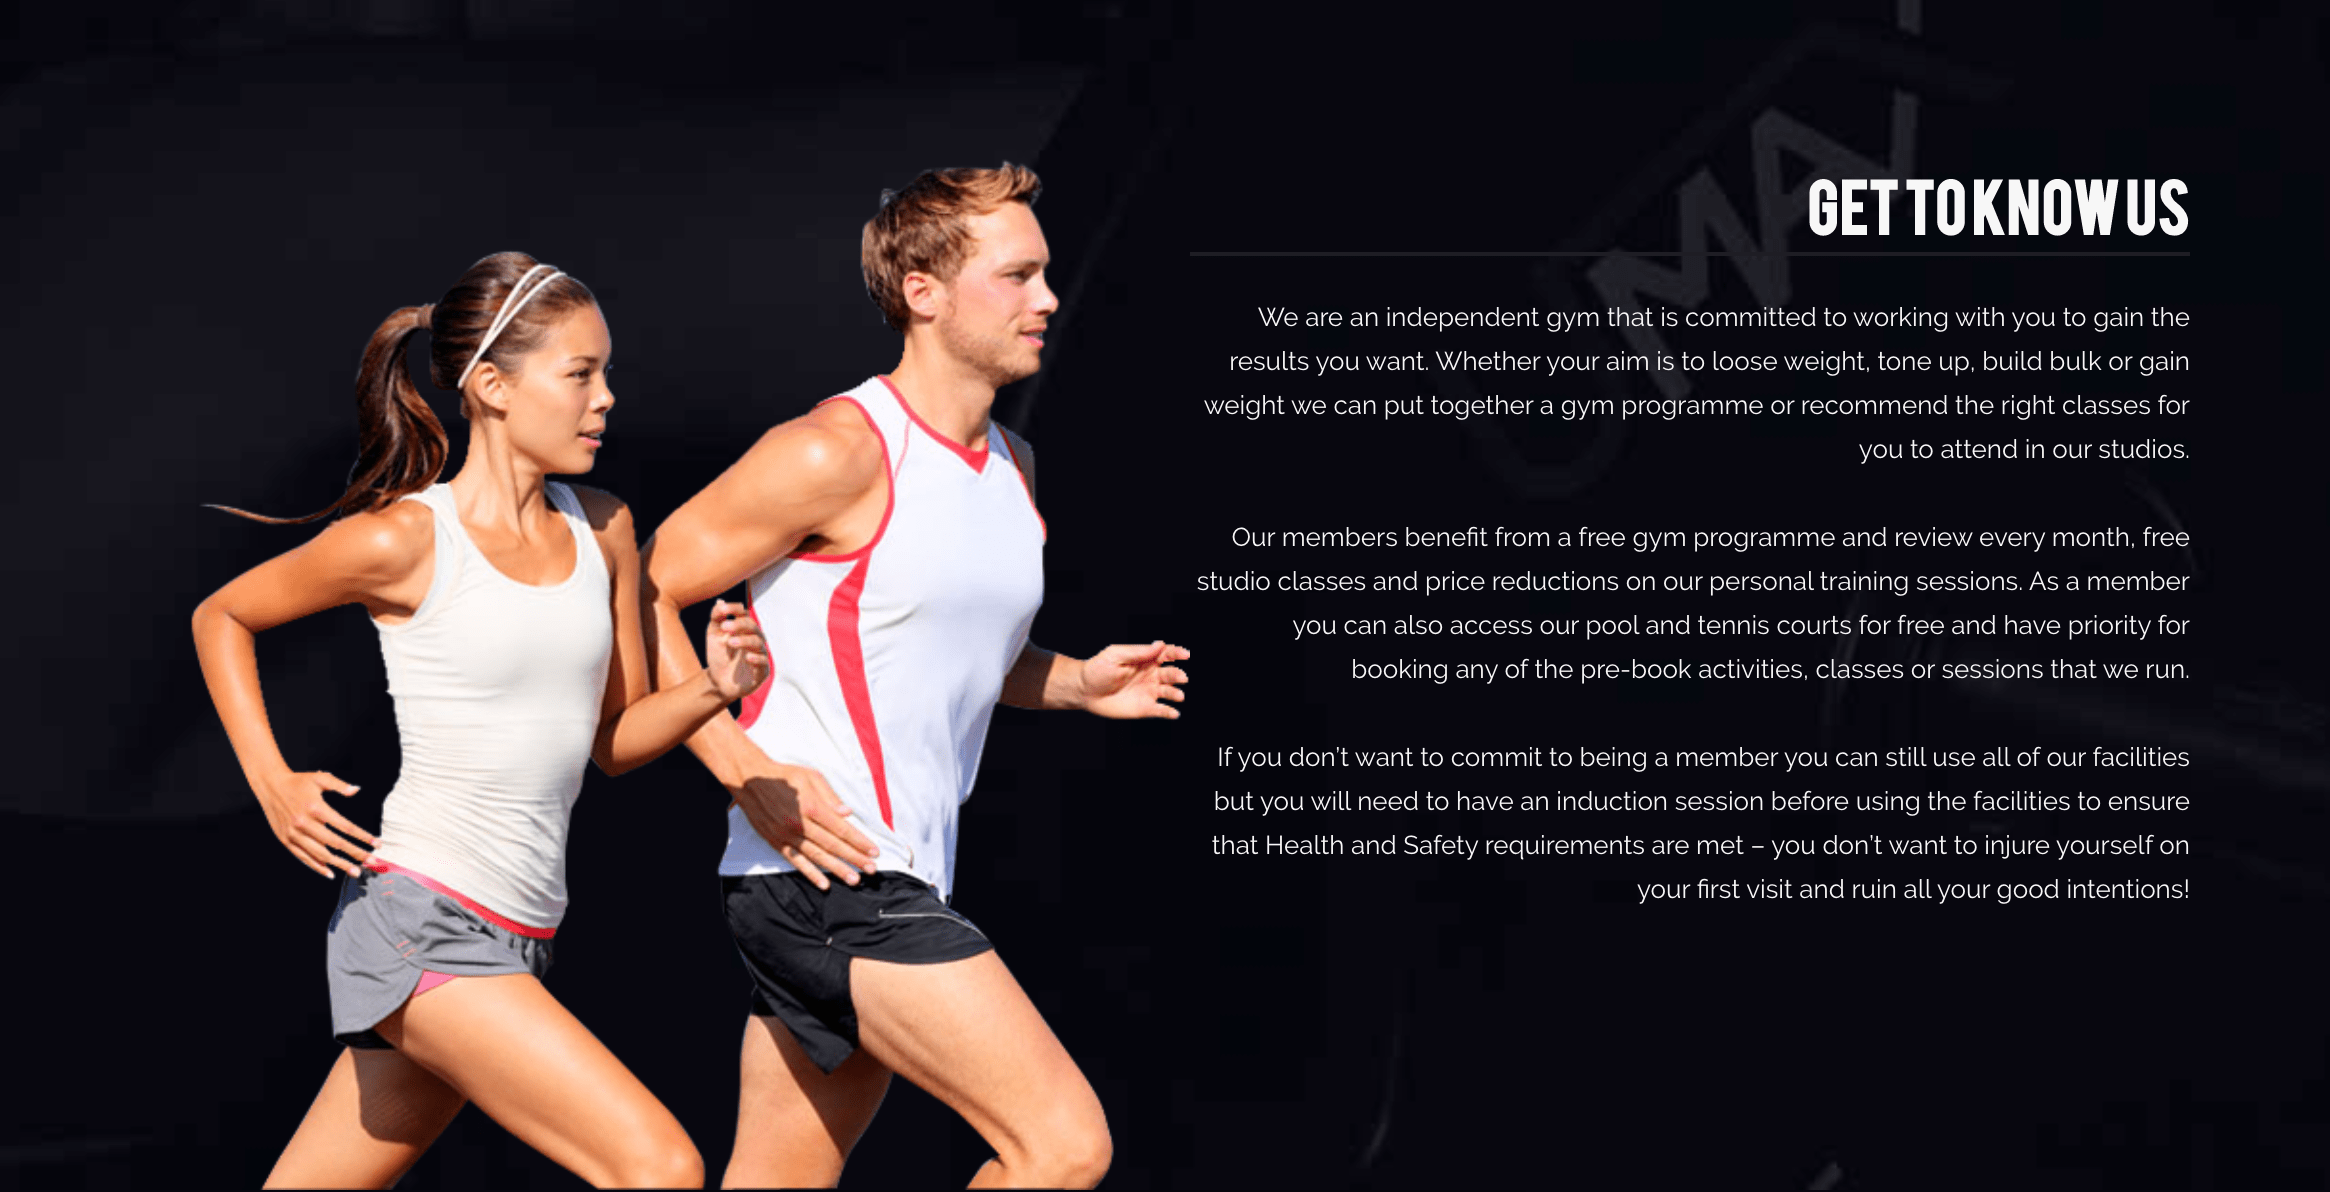 GET TO KNOW US
We are an independent gym that is committed to working with you to gain the
results you want. Whether your aim is to loose weight, tone up, build bulk or gain
weight we can put together a gym programme or recommend the right classes for
you to attend in our studios.
Our members benefit from a free gym programme and review every month, free
studio classes and price reductions on our personal training sessions. As a member
you can also access our pool and tennis courts for free and have priority for
booking any of the pre-book activities, classes or sessions that we run.
If you don’t want to commit to being a member you can still use all of our facilities
but you will need to have an induction session before using the facilities to ensure
that Health and Safety requirements are met – you don’t want to injure yourself on
your first visit and ruin all your good intentions!